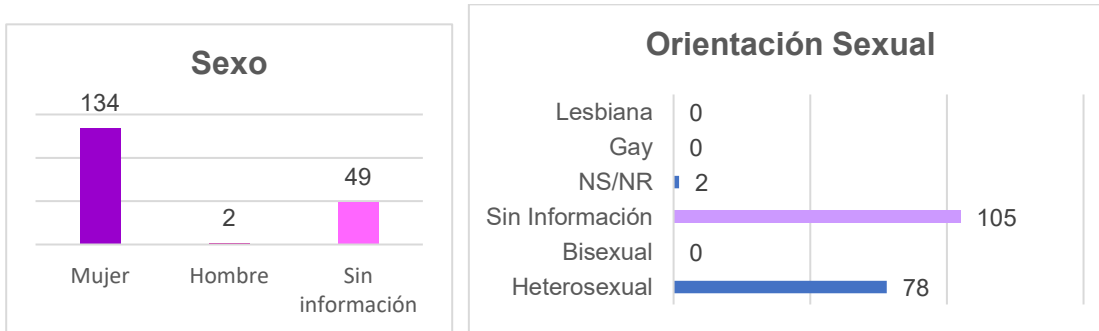 Sexo
134
2
49
Mujer
Hombre
Sin
información
Orientación Sexual
Lesbiana 0
Gay 0
NS/NR 2
Sin Información 105
Bisexual 0
Heterosexual 78